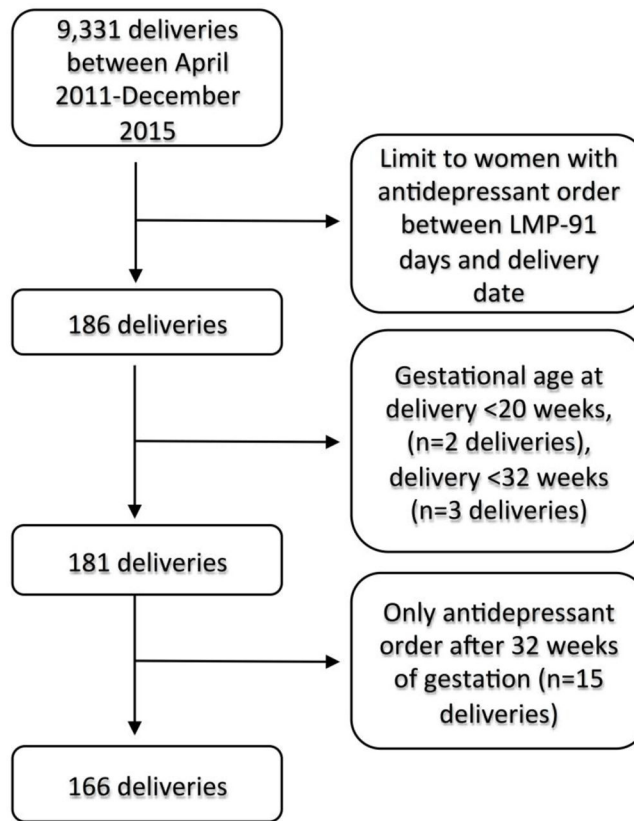 9,331 deliveries
between April
2011-December
2015
Limit to women with
antidepressant order
between LMP-91
days and delivery
date
186 deliveries
Gestational age at
delivery <20 weeks,
(n=2 deliveries),
delivery <32 weeks
(n=3 deliveries)
181 deliveries
Only antidepressant
order after 32 weeks
of gestation (n=15
deliveries)
166 deliveries